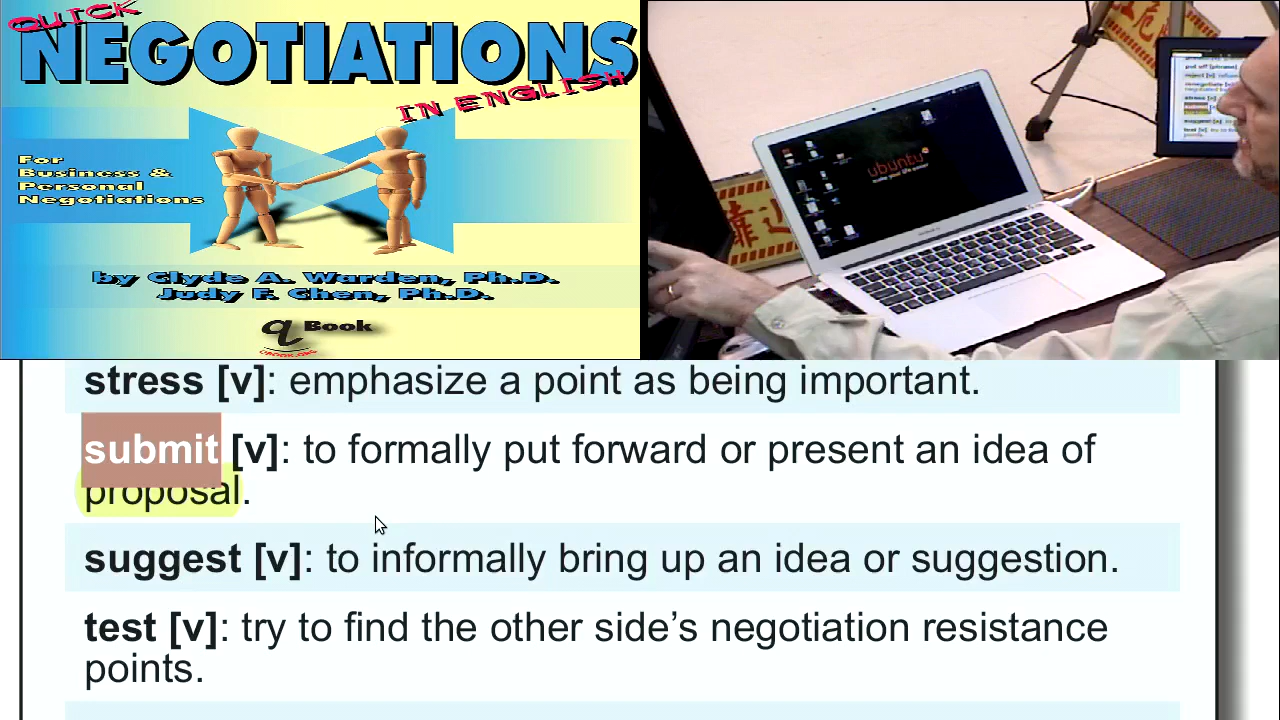 QUICK
NEGOTIATIONS
IN ENGLISH
For
Business &
Personal
Negotiations
by Clyde A. Warden, Ph.D.
Judy F. Chen, Ph.D.
q Book
ubuntu
stress [v]: emphasize a point as being important.
submit [v]: to formally put forward or present an idea of
proposal.
suggest [v]: to informally bring up an idea or suggestion.
test [v]: try to find the other side’s negotiation resistance
points.